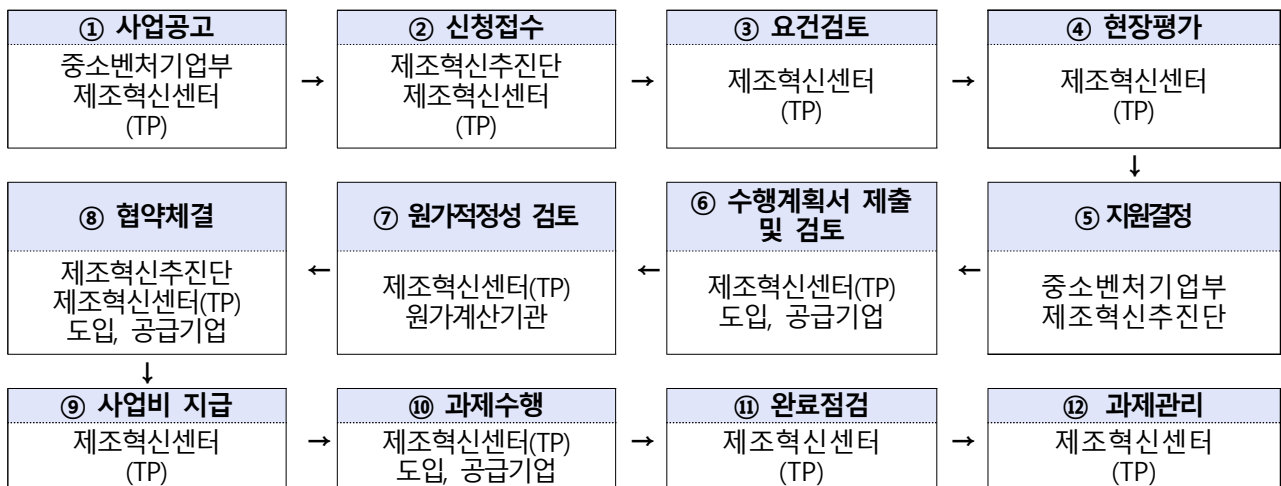 ① 사업공고
중소벤처기업부
제조혁신센터
(TP)
→
② 신청접수
제조혁신추진단
제조혁신센터
(TP)
→
③ 요건검토
제조혁신센터
(TP)
→
④ 현장평가
제조혁신센터
(TP)
↓
⑤ 지원결정
중소벤처기업부
제조혁신추진단
←
⑥ 수행계획서 제출
및 검토
제조혁신센터(TP)
도입, 공급기업
←
⑦ 원가적정성 검토
제조혁신센터(TP)
원가계산기관
←
⑧ 협약체결
제조혁신추진단
제조혁신센터(TP)
도입, 공급기업
↓
⑨ 사업비 지급
제조혁신센터
(TP)
→
⑩ 과제수행
제조혁신센터(TP)
도입, 공급기업
→
⑪ 완료점검
제조혁신센터
(TP)
→
⑫ 과제관리
제조혁신센터
(TP)